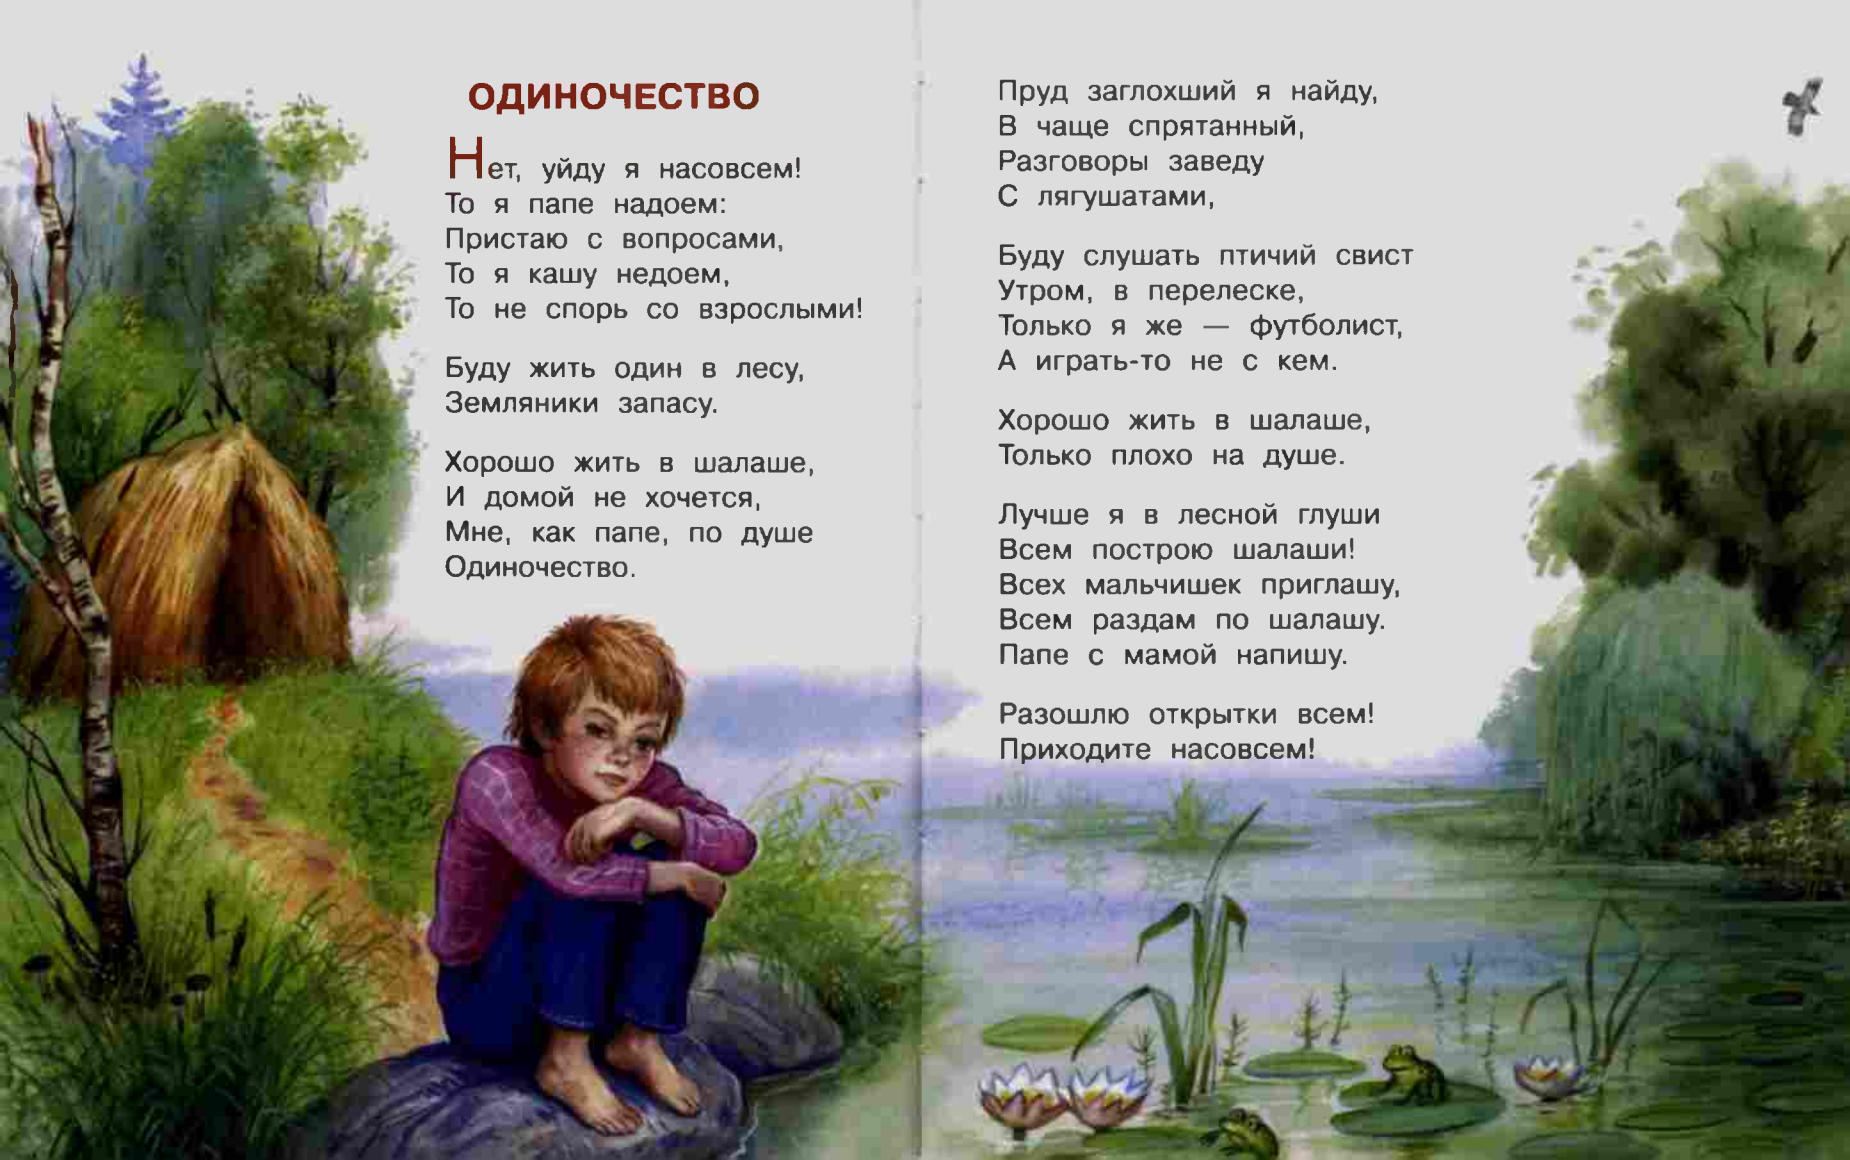 ОДИНОЧЕСТВО
Нет, уйду я насовсем!
То я папе надоем:
Пристаю с вопросами,
То я кашу недоем,
То не спорь со взрослыми!
Буду жить один в лесу,
Земляники запасу.
Хорошо жить в шалаше,
И домой не хочется,
Мне, как папе, по душе
Одиночество.
Пруд заглохший я найду,
В чаще спрятанный,
Разговоры заведу
С лягушатами,
Буду слушать птичий свист
Утром, в перелеске,
Только я же — футболист,
А играть-то не с кем.
Хорошо жить в шалаше,
Только плохо на душе.
Лучше я в лесной глуши
Всем построю шалаши!
Всех мальчишек приглашу,
Всем раздам по шалашу.
Папе с мамой напишу.
Разошлю открытки всем!
Приходите насовсем!